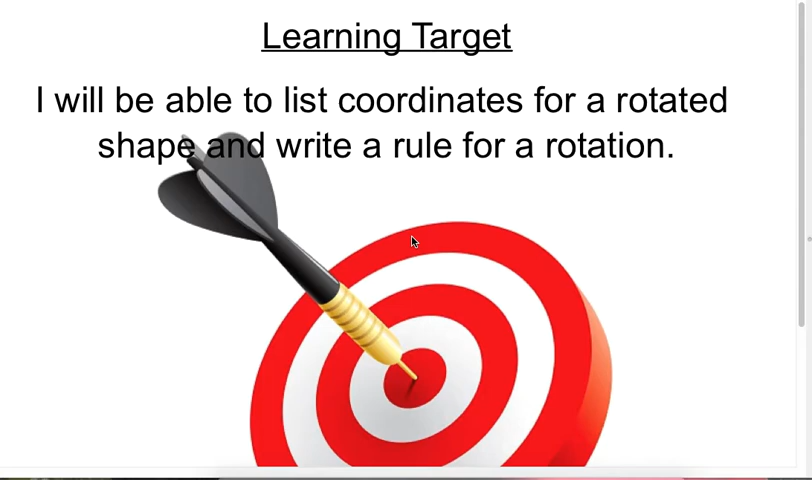 Learning Target
I will be able to list coordinates for a rotated
shape and write a rule for a rotation.